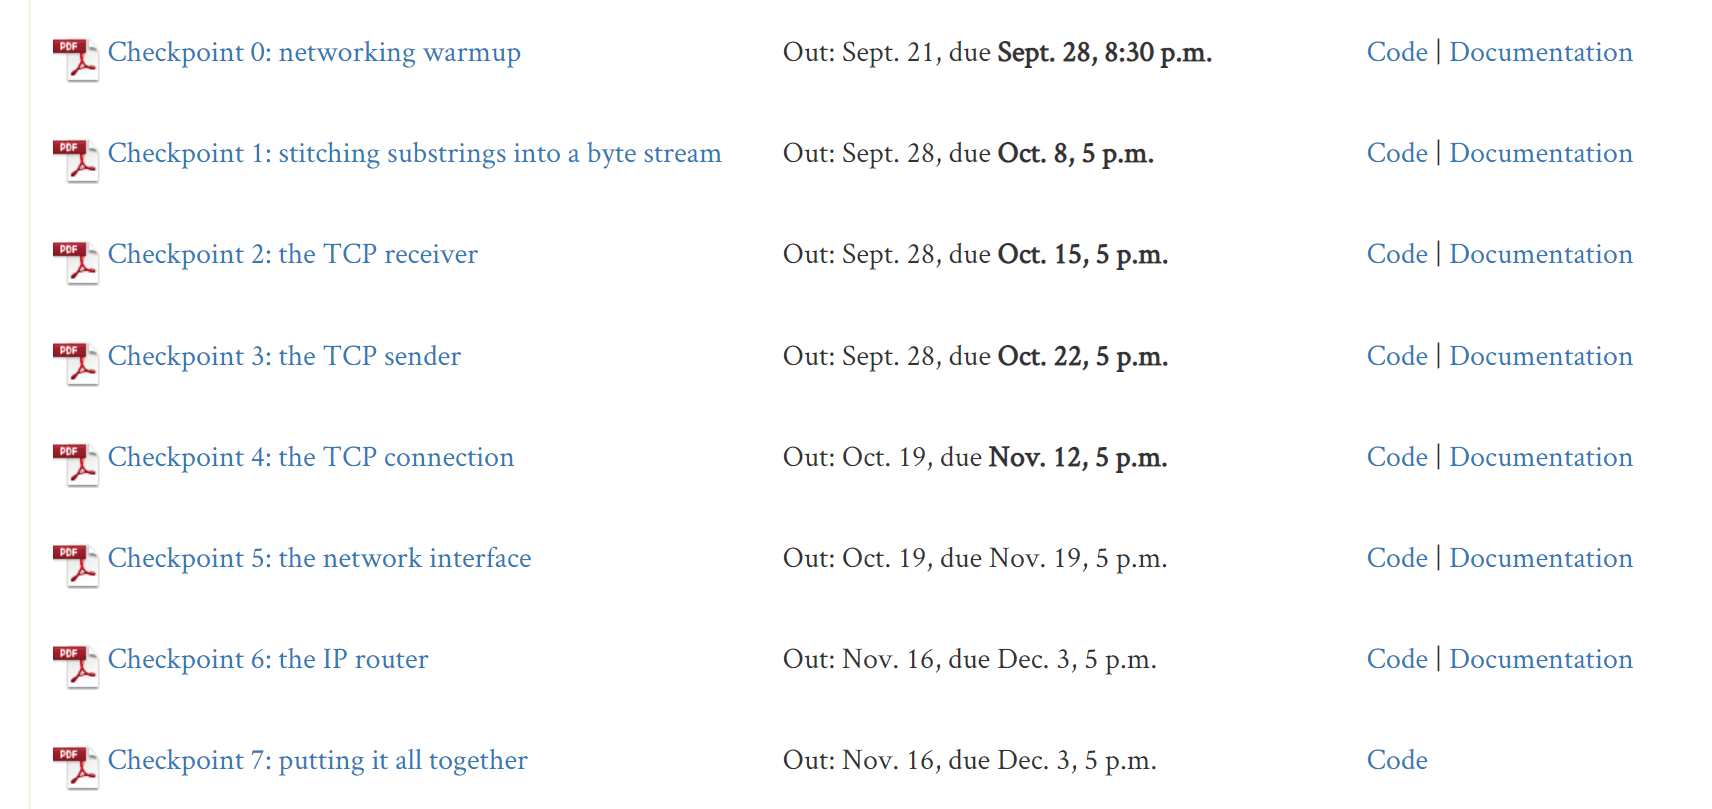 PDF Checkpoint 0: networking warmup Out: Sept. 21, due Sept. 28, 8:30 p.m. Code | Documentation
PDF Checkpoint 1: stitching substrings into a byte stream Out: Sept. 28, due Oct. 8, 5 p.m. Code | Documentation
PDF Checkpoint 2: the TCP receiver Out: Sept. 28, due Oct. 15, 5 p.m. Code | Documentation
PDF Checkpoint 3: the TCP sender Out: Sept. 28, due Oct. 22, 5 p.m. Code | Documentation
PDF Checkpoint 4: the TCP connection Out: Oct. 19, due Nov. 12, 5 p.m. Code | Documentation
PDF Checkpoint 5: the network interface Out: Oct. 19, due Nov. 19, 5 p.m. Code | Documentation
PDF Checkpoint 6: the IP router Out: Nov. 16, due Dec. 3, 5 p.m. Code | Documentation
PDF Checkpoint 7: putting it all together Out: Nov. 16, due Dec. 3, 5 p.m. Code